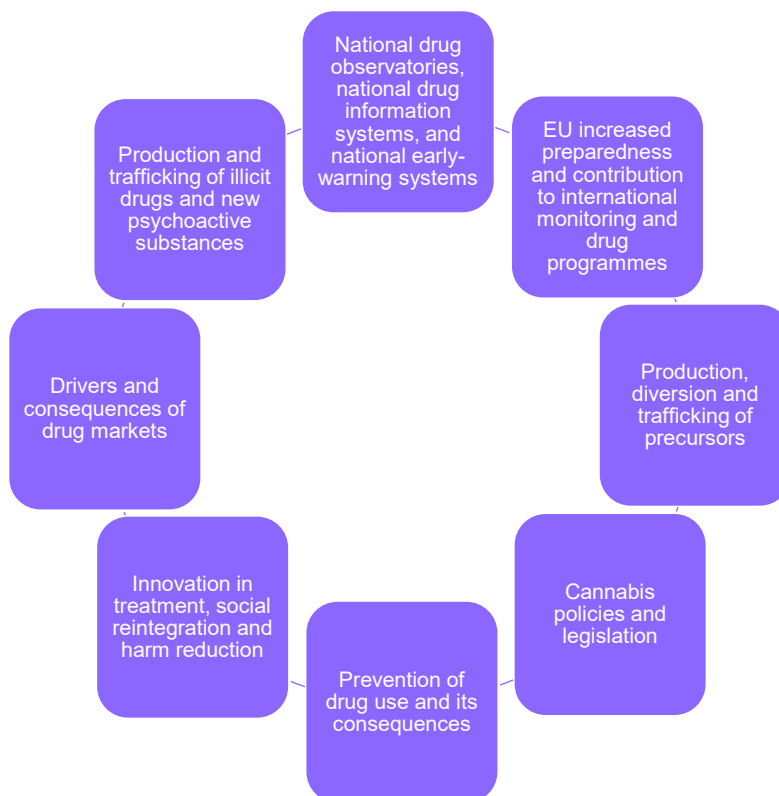 National drug
observatories,
national drug
information
systems, and
national early-
warning systems
EU increased
preparedness
and contribution
to international
monitoring and
drug
programmes
Production,
diversion and
trafficking of
precursors
Cannabis
policies and
legislation
Prevention of
drug use and its
consequences
Innovation in
treatment, social
reintegration and
harm reduction
Drivers and
consequences of
drug markets
Production and
trafficking of illicit
drugs and new
psychoactive
substances